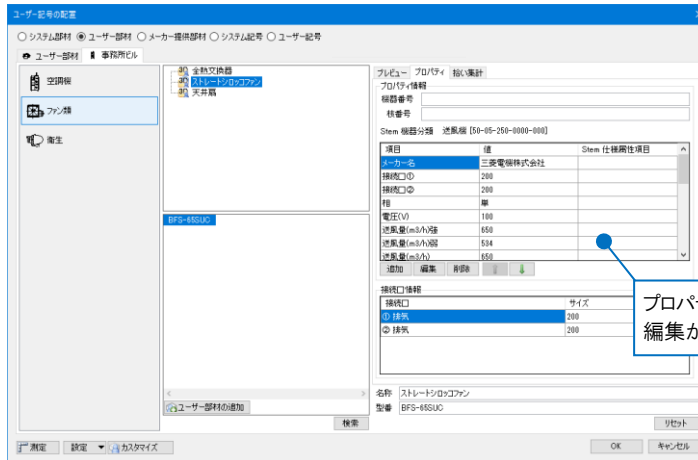 ユーザー記号の配置
システム部材 ユーザー部材 メーカー提供部材 システム記号 ユーザー記号
ユーザー部材 事務所ビル
空調機
ファン類
衛生
全熱交換器
ストレートシロッコファン
天井扇
BFS-65SUC
ユーザー部材の追加
検索
プレビュー プロパティ 拾い集計
プロパティ情報
機器番号
枝番号
Stem 機器分類 送風機 [50-05-250-0000-000]
項目 値 Stem 仕様属性項目
メーカー名 三菱電機株式会社
接続口① 200
接続口② 200
相 単
電圧(V) 100
送風量(m3/h)強 650
送風量(m3/h)弱 534
送風量(m3/h) 650
追加 編集 削除
接続口情報
接続口 サイズ
① 排気 200
② 排気 200
プロパ
編集が
名称 ストレートシロッコファン
型番 BFS-65SUC
リセット
測定 設定 カスタマイズ
OK キャンセル